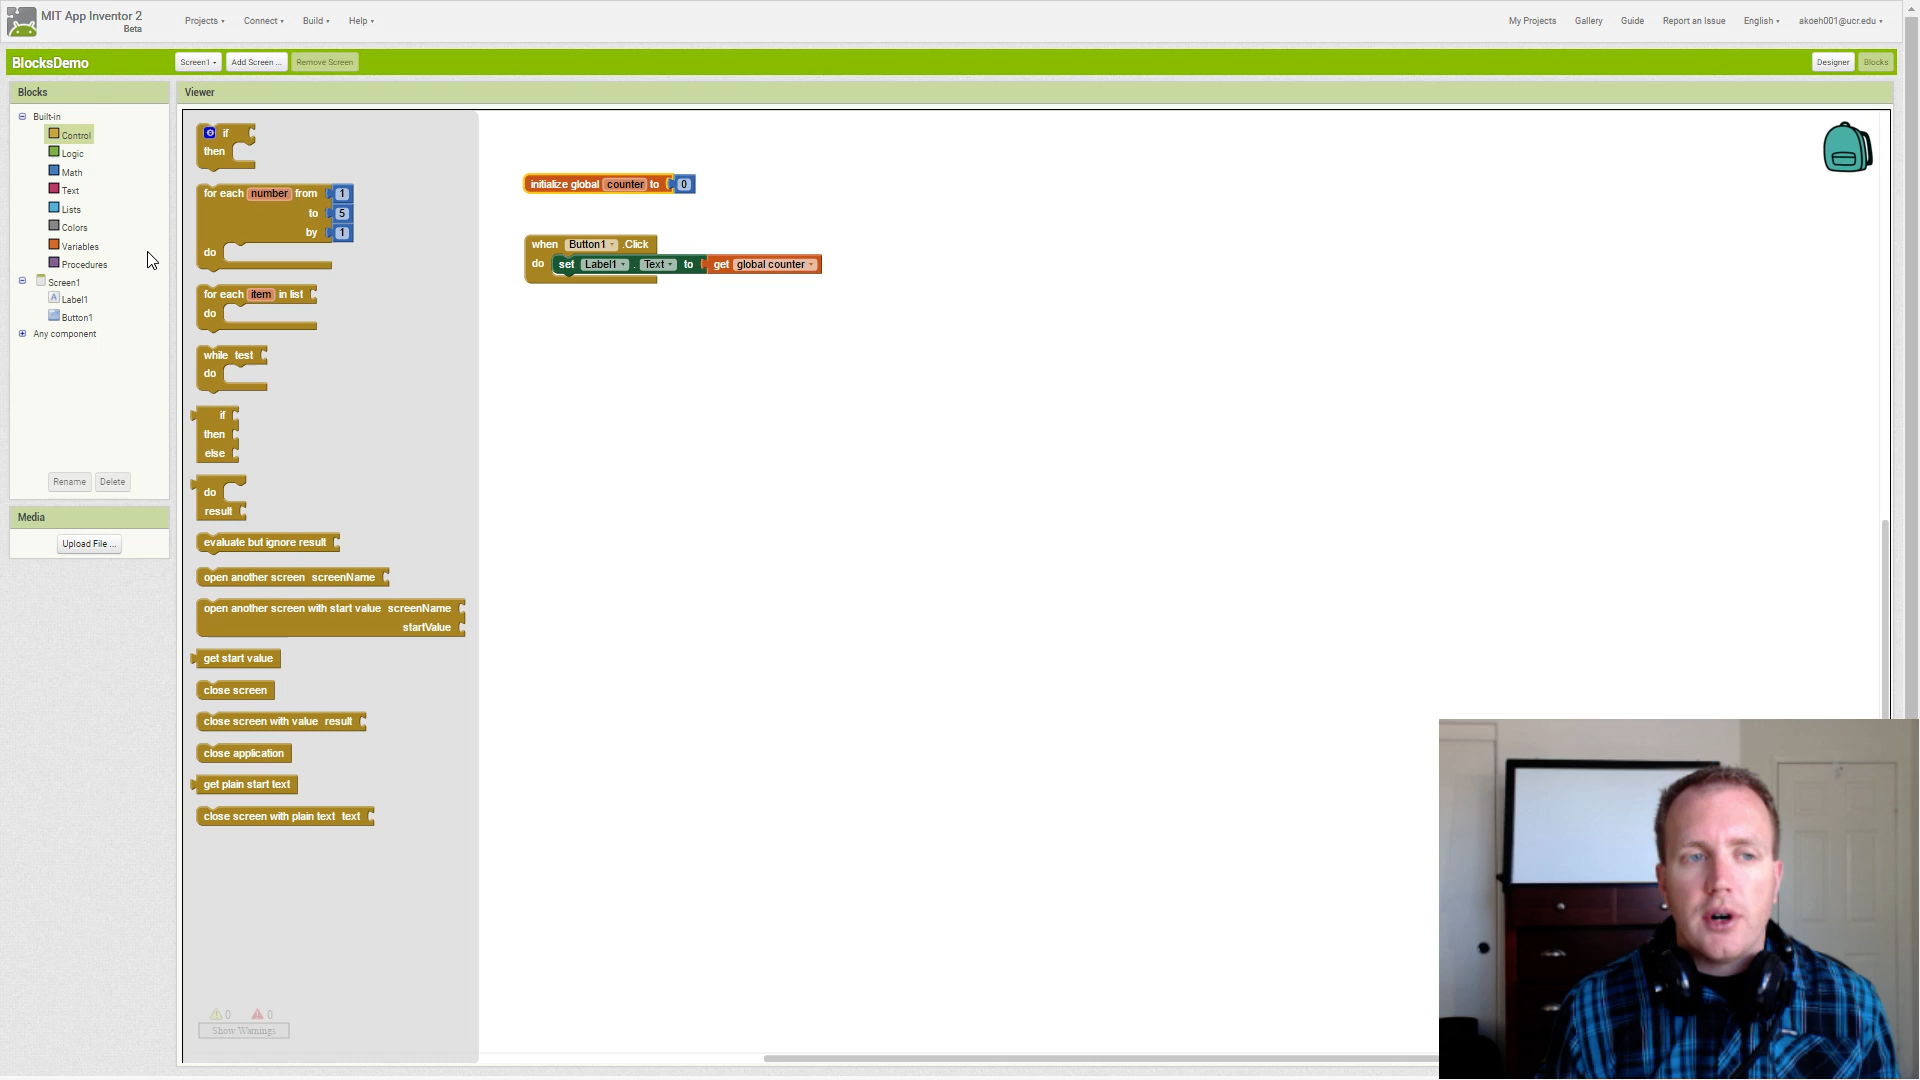 MIT App Inventor 2
Beta
Projects Connect Build Help
My Projects Gallery Guide Report an Issue English akoeh001@ucr.edu
BlocksDemo
Screen1 Add Screen ... Remove Screen
Designer Blocks
Blocks
Viewer
Built-in
Control
Logic
Math
Text
Lists
Colors
Variables
Procedures
Screen1
Label1
Button1
Any component
Rename Delete
Media
Upload File ...
if
then
for each number from 1
to 5
by 1
do
for each item in list
do
while test
do
if
then
else
do
result
evaluate but ignore result
open another screen screenName
open another screen with start value screenName
startValue
get start value
close screen
close screen with value result
close application
get plain start text
close screen with plain text text
0 0
Show Warnings
initialize global counter to 0
when Button1 .Click
do set Label1 . Text to get global counter